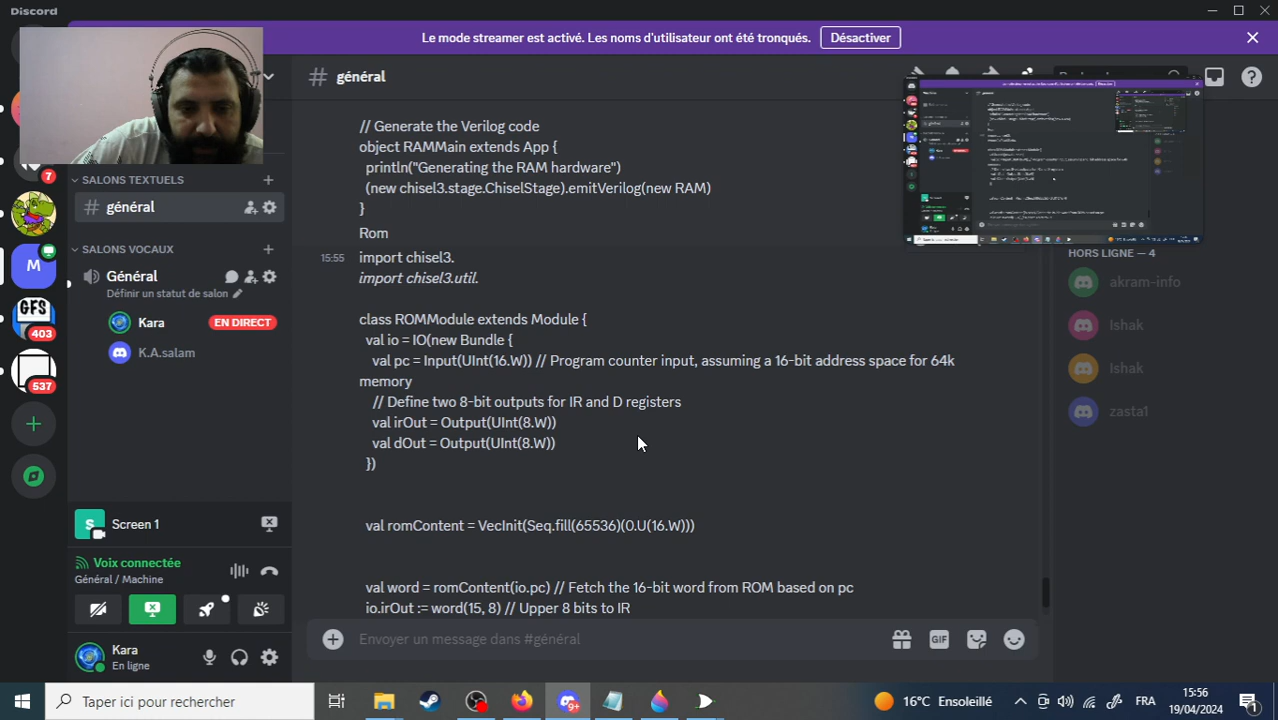 Discord
Le mode streamer est activé. Les noms d'utilisateur ont été tronqués.
Désactiver
# général
7
403
537
SALONS TEXTUELS
# général
SALONS VOCAUX
Général
Définir un statut de salon
Kara
EN DIRECT
K.A.salam
S
M
Screen 1
Voix connectée
Général / Machine
Kara
En ligne
// Generate the Verilog code
object RAMMain extends App {
println("Generating the RAM hardware")
(new chisel3.stage.ChiselStage).emitVerilog(new RAM)
}
Rom
15:55 import chisel3.
import chisel3.util.
class ROMModule extends Module {
val io = IO(new Bundle {
val pc = Input(UInt(16.W)) // Program counter input, assuming a 16-bit address space for 64k
memory
// Define two 8-bit outputs for IR and D registers
val irOut = Output(UInt(8.W))
val dOut = Output(UInt(8.W))
})
val romContent = VecInit(Seq.fill(65536)(0.U(16.W)))
val word = romContent(io.pc) // Fetch the 16-bit word from ROM based on pc
io.irOut := word(15, 8) // Upper 8 bits to IR
Envoyer un message dans #général
GIF
HORS LIGNE — 4
akram-info
Ishak
Ishak
zasta1
Taper ici pour rechercher
9+
16°C Ensoleillé
FRA
15:56
19/04/2024
1